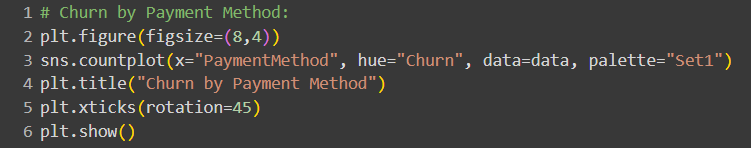 1 # Churn by Payment Method:
2 plt.figure(figsize=(8,4))
3 sns.countplot(x="PaymentMethod", hue="Churn", data=data, palette="Set1")
4 plt.title("Churn by Payment Method")
5 plt.xticks(rotation=45)
6 plt.show()